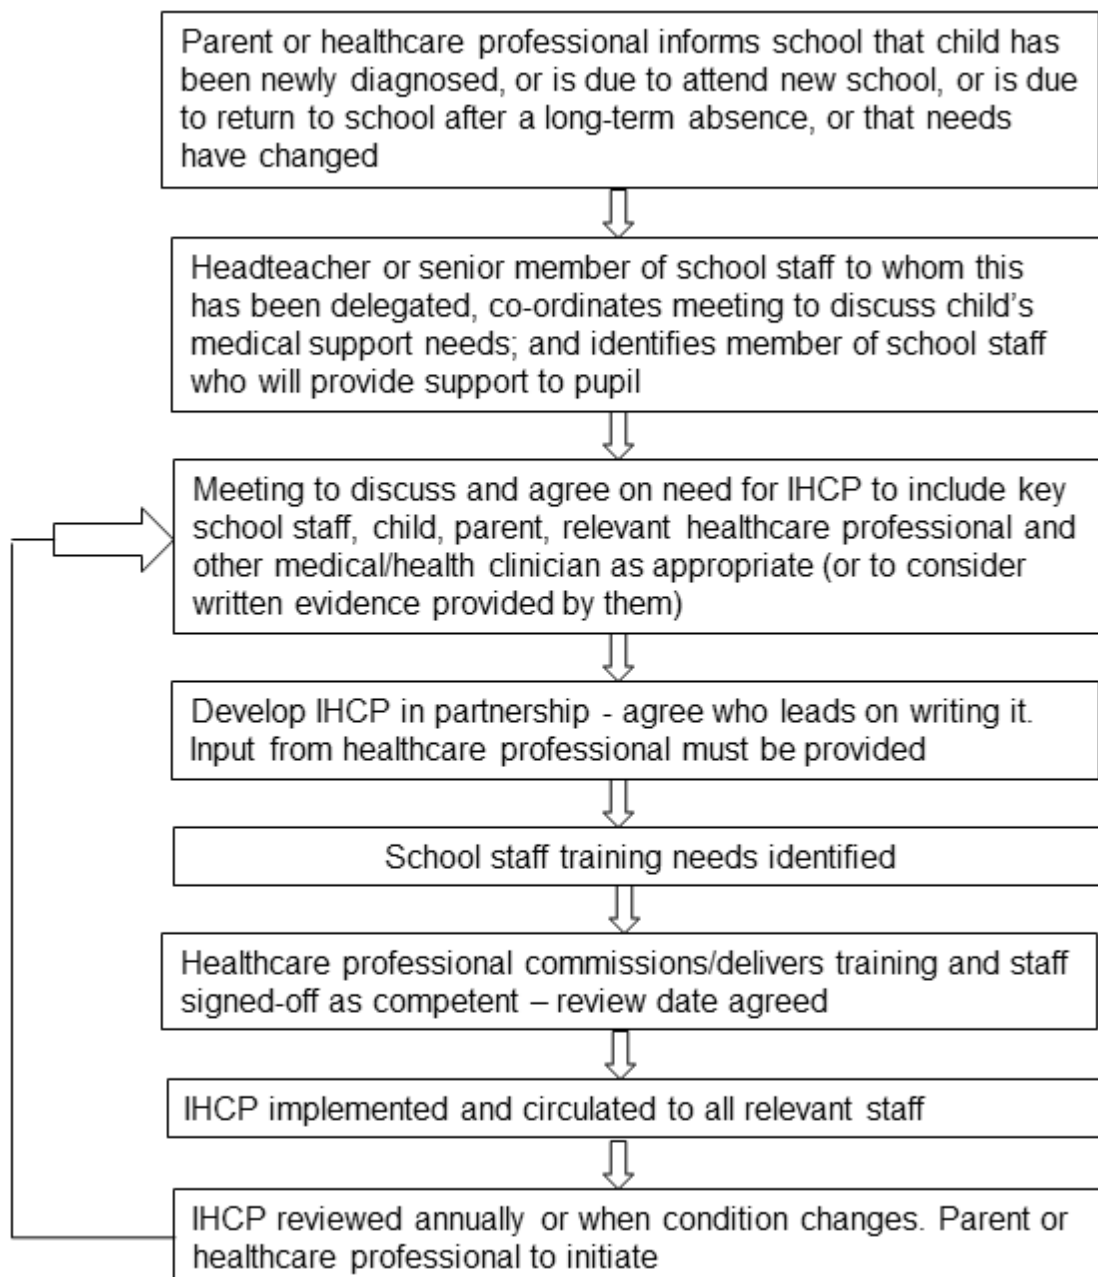 Parent or healthcare professional informs school that child has
been newly diagnosed, or is due to attend new school, or is due
to return to school after a long-term absence, or that needs
have changed
Headteacher or senior member of school staff to whom this
has been delegated, co-ordinates meeting to discuss child's
medical support needs; and identifies member of school staff
who will provide support to pupil
Meeting to discuss and agree on need for IHCP to include key
school staff, child, parent, relevant healthcare professional and
other medical/health clinician as appropriate (or to consider
written evidence provided by them)
Develop IHCP in partnership - agree who leads on writing it.
Input from healthcare professional must be provided
School staff training needs identified
Healthcare professional commissions/delivers training and staff
signed-off as competent – review date agreed
IHCP implemented and circulated to all relevant staff
IHCP reviewed annually or when condition changes. Parent or
healthcare professional to initiate